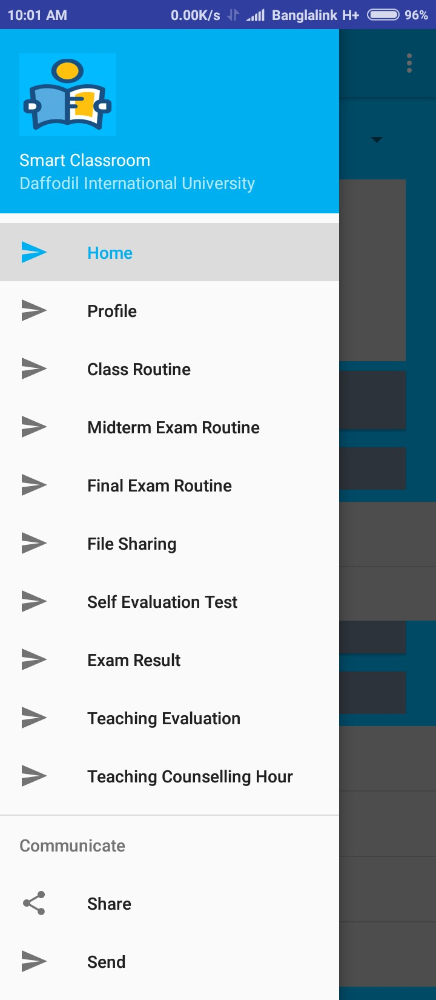 10:01 AM 0.00K/s Banglalink H+ 96%
Smart Classroom
Daffodil International University
Home
Profile
Class Routine
Midterm Exam Routine
Final Exam Routine
File Sharing
Self Evaluation Test
Exam Result
Teaching Evaluation
Teaching Counselling Hour
Communicate
Share
Send